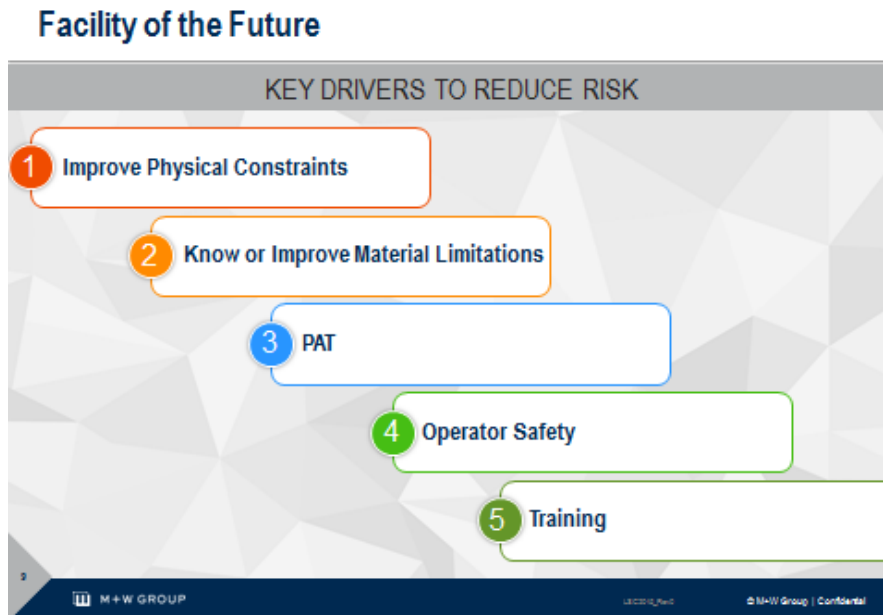 Facility of the Future
KEY DRIVERS TO REDUCE RISK
1 Improve Physical Constraints
2 Know or Improve Material Limitations
3 PAT
4 Operator Safety
5 Training
9
M+W GROUP
© M+W Group | Confidential